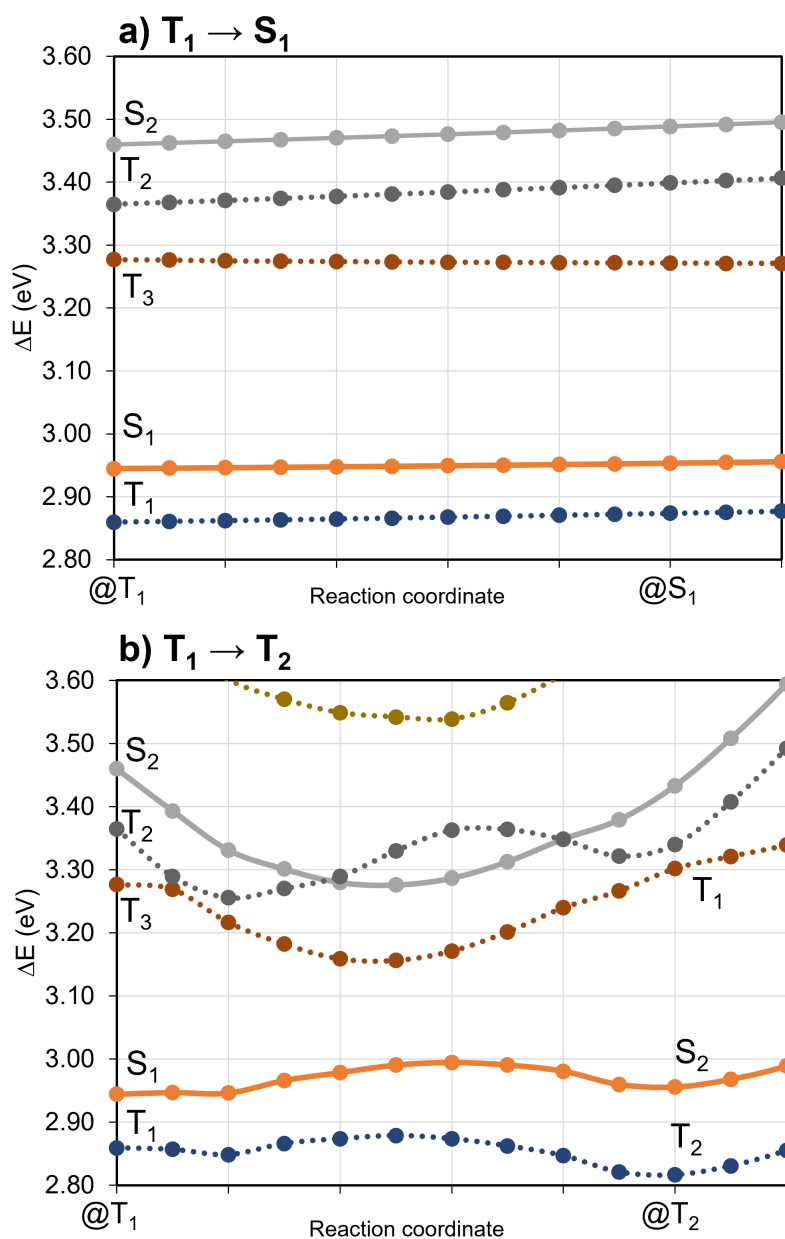 a) T₁ → S₁
3.60
3.50
3.40
3.30
3.20
3.10
3.00
2.90
2.80
ΔE (eV)
S₂
T₂
T₃
S₁
T₁
@T₁
Reaction coordinate
@S₁
b) T₁ → T₂
3.60
3.50
3.40
3.30
3.20
3.10
3.00
2.90
2.80
ΔE (eV)
S₂
T₂
T₃
T₁
S₁
S₂
T₁
T₂
@T₁
Reaction coordinate
@T₂